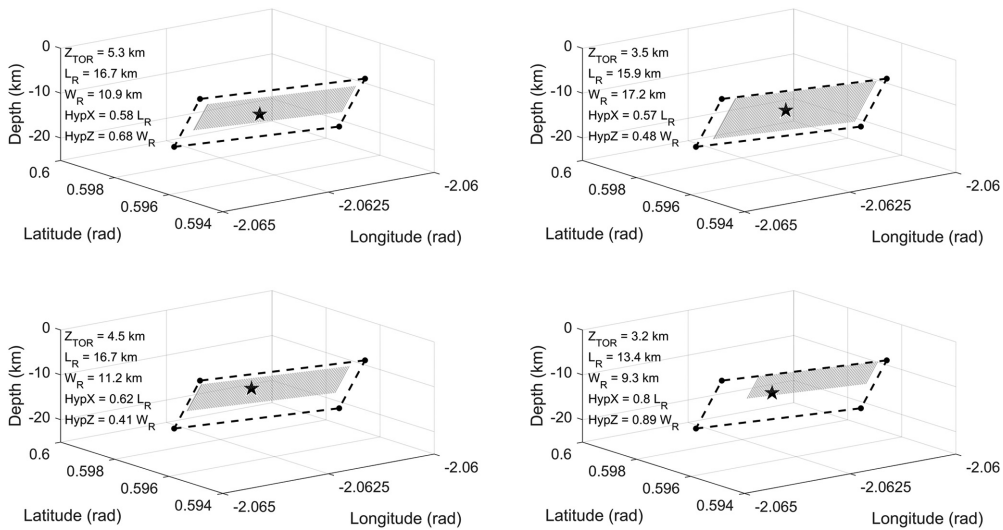 0
-10
-20
Depth (km)
Z_TOR = 5.3 km
L_R = 16.7 km
W_R = 10.9 km
HypX = 0.58 L_R
HypZ = 0.68 W_R
0.6
0.598
0.596
0.594
Latitude (rad)
-2.065
-2.0625
-2.06
Longitude (rad)
0
-10
-20
Depth (km)
Z_TOR = 3.5 km
L_R = 15.9 km
W_R = 17.2 km
HypX = 0.57 L_R
HypZ = 0.48 W_R
0.6
0.598
0.596
0.594
Latitude (rad)
-2.065
-2.0625
-2.06
Longitude (rad)
0
-10
-20
Depth (km)
Z_TOR = 4.5 km
L_R = 16.7 km
W_R = 11.2 km
HypX = 0.62 L_R
HypZ = 0.41 W_R
0.6
0.598
0.596
0.594
Latitude (rad)
-2.065
-2.0625
-2.06
Longitude (rad)
0
-10
-20
Depth (km)
Z_TOR = 3.2 km
L_R = 13.4 km
W_R = 9.3 km
HypX = 0.8 L_R
HypZ = 0.89 W_R
0.6
0.598
0.596
0.594
Latitude (rad)
-2.065
-2.0625
-2.06
Longitude (rad)